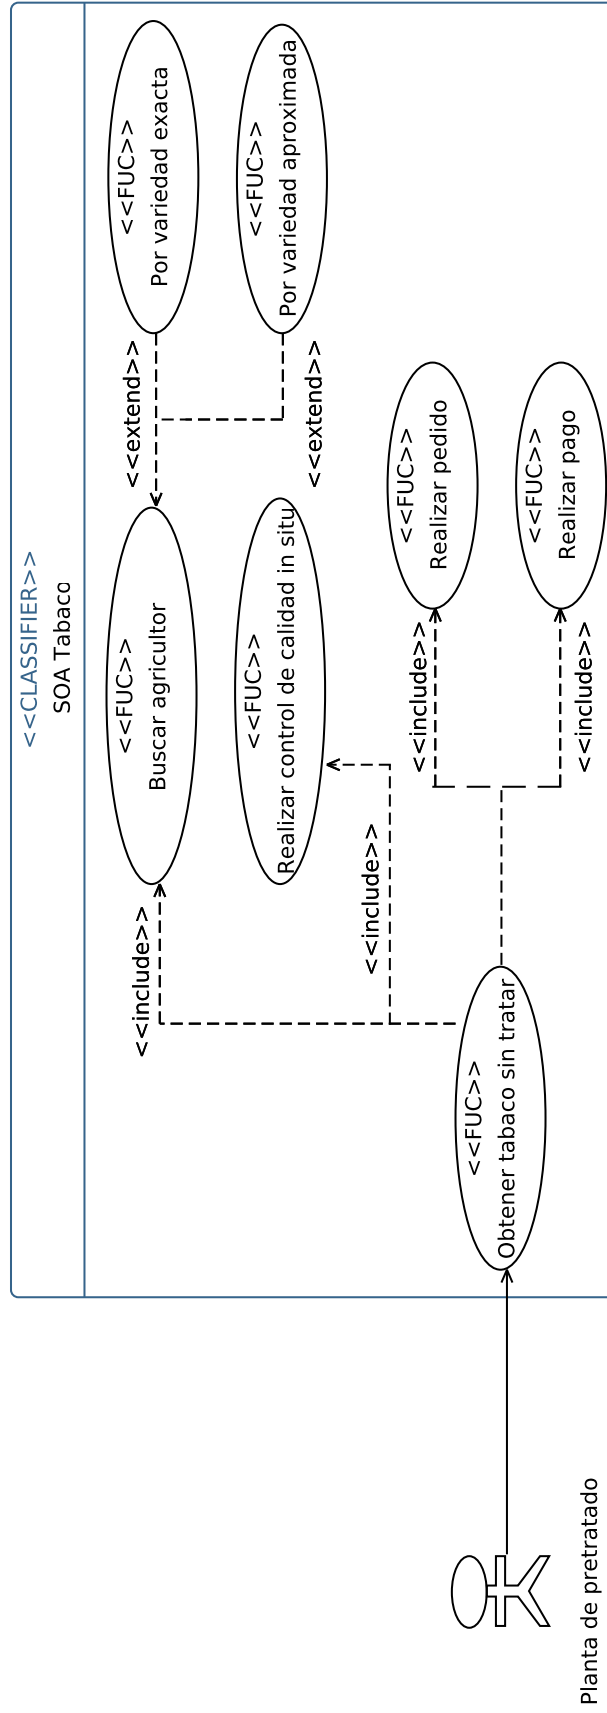 <<CLASSIFIER>>
SOA Tabaco
<<include>>
<<FUC>>
Buscar agricultor
<<extend>>
<<FUC>>
Por variedad exacta
<<FUC>>
Realizar control de calidad in situ
<<extend>>
<<FUC>>
Por variedad aproximada
<<include>>
<<include>>
<<FUC>>
Realizar pedido
<<FUC>>
Obtener tabaco sin tratar
<<include>>
<<FUC>>
Realizar pago
Planta de pretratado